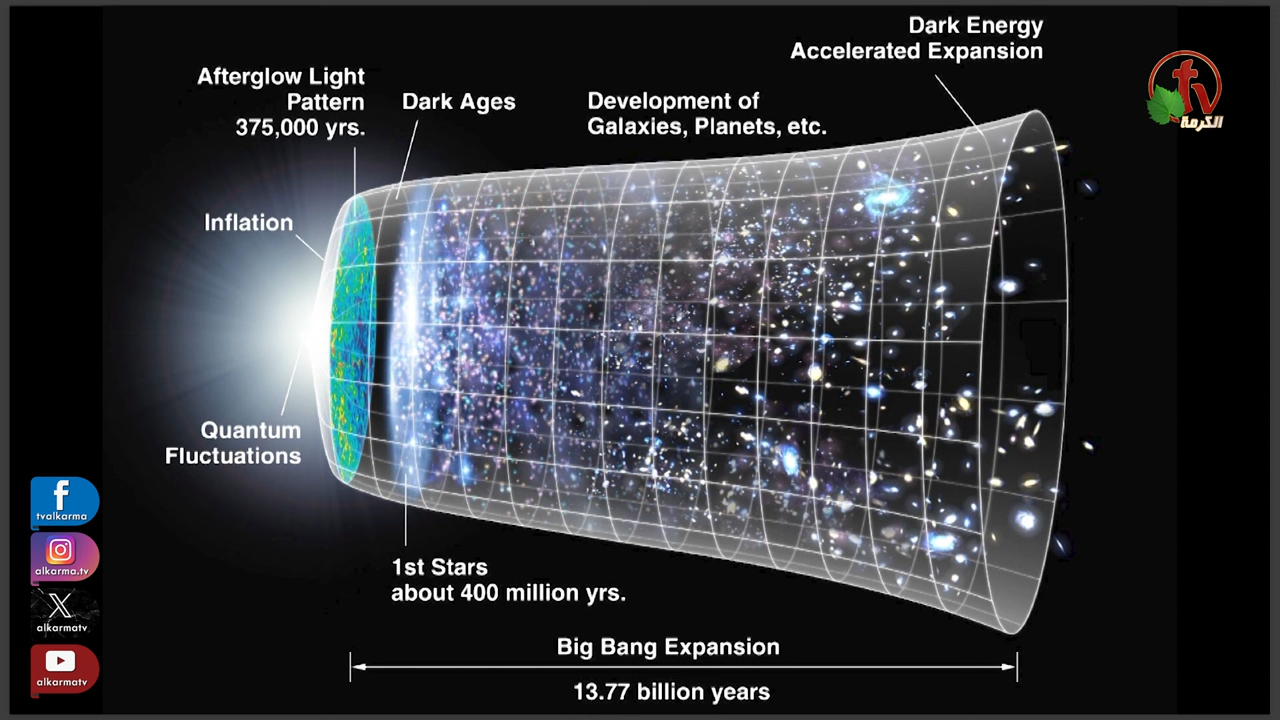 Dark Energy
Accelerated Expansion
Afterglow Light
Pattern
375,000 yrs.
Dark Ages
Development of
Galaxies, Planets, etc.
tv
الكرمة
Inflation
Quantum
Fluctuations
f
tvalkarma
alkarma.tv
X
alkarmatv
alkarmatv
1st Stars
about 400 million yrs.
Big Bang Expansion
13.77 billion years